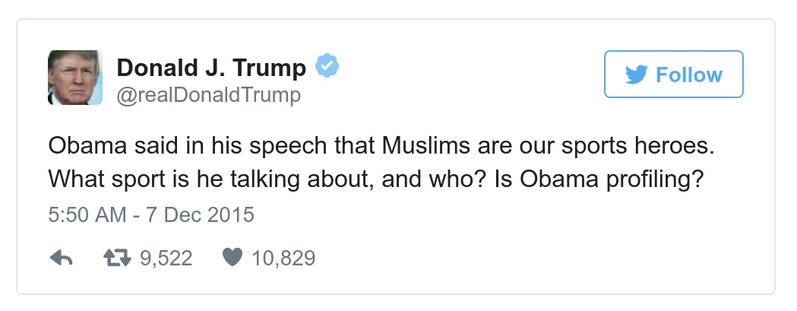 Donald J. Trump
@realDonaldTrump
Follow
Obama said in his speech that Muslims are our sports heroes.
What sport is he talking about, and who? Is Obama profiling?
5:50 AM - 7 Dec 2015
9,522 10,829